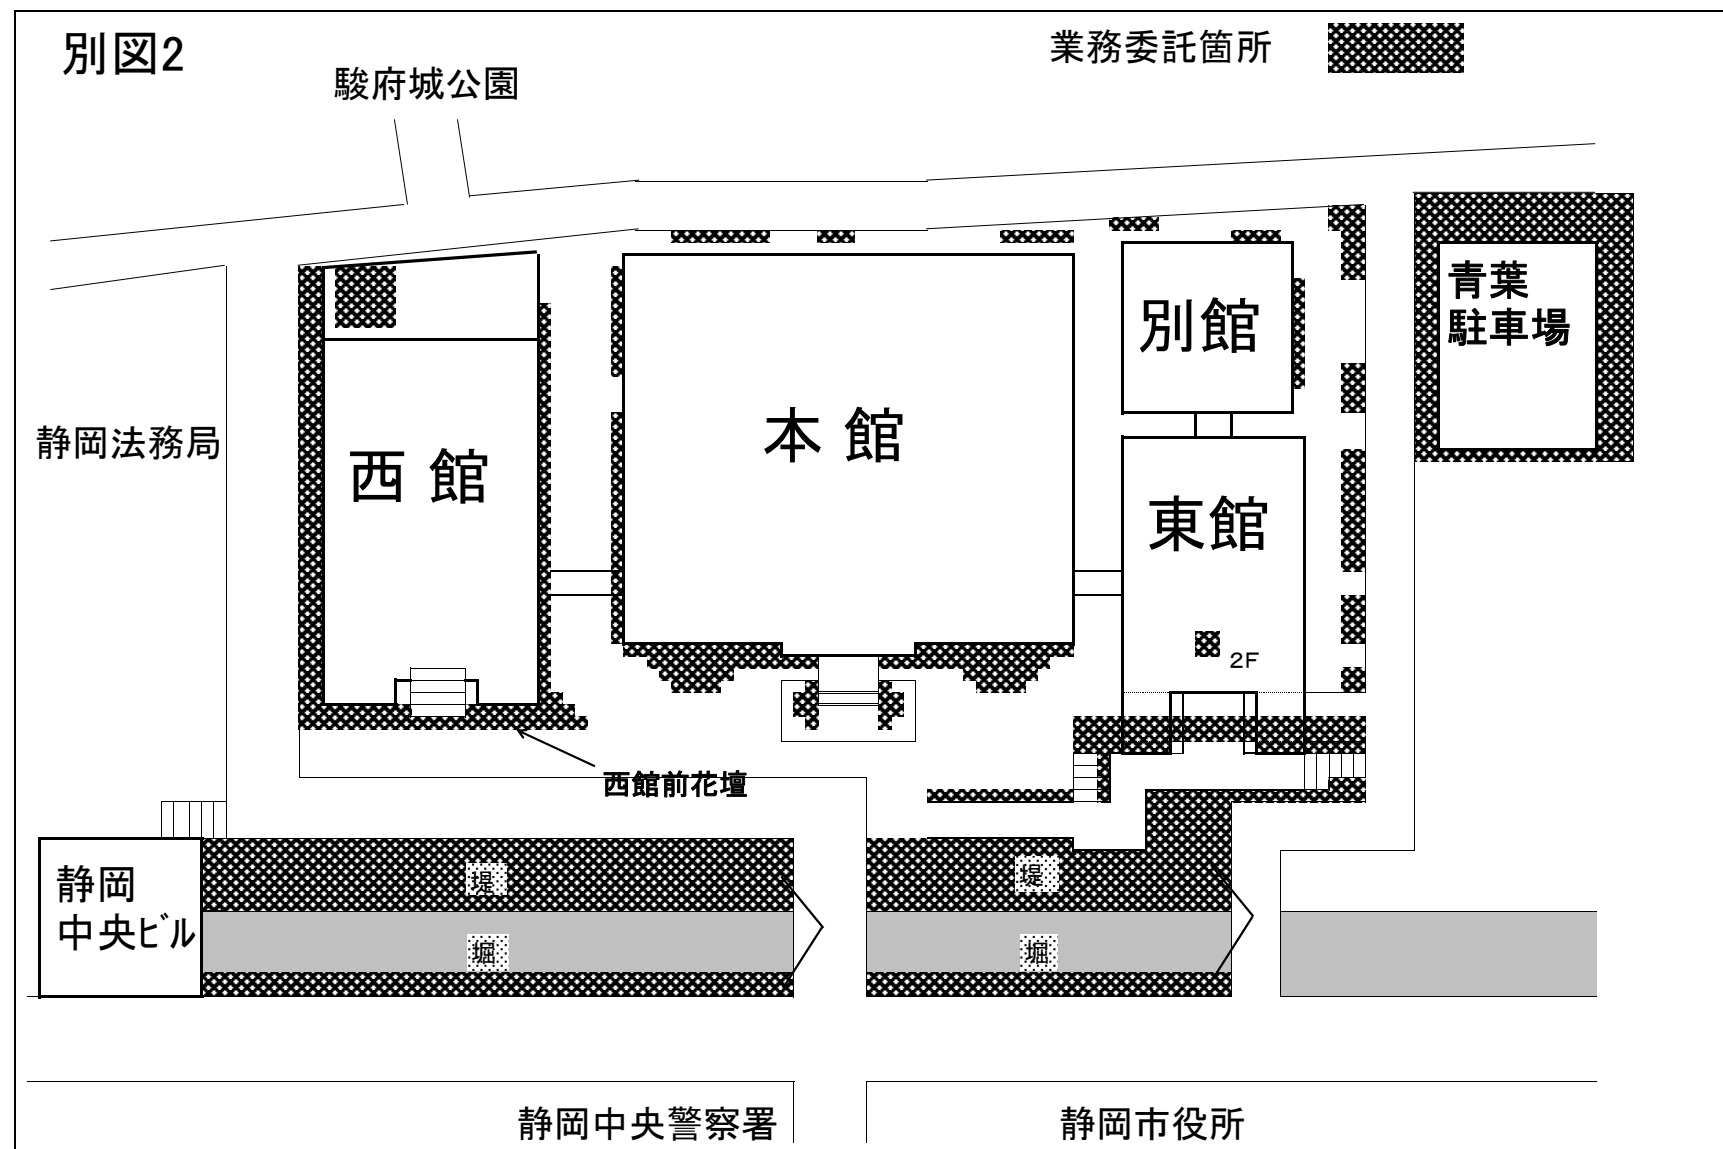 別図2
業務委託箇所
駿府城公園
青葉
駐車場
別館
本 館
静岡法務局
西 館
東館
2F
西館前花壇
静岡
中央ビル
堤
堤
堀
堀
静岡中央警察署
静岡市役所